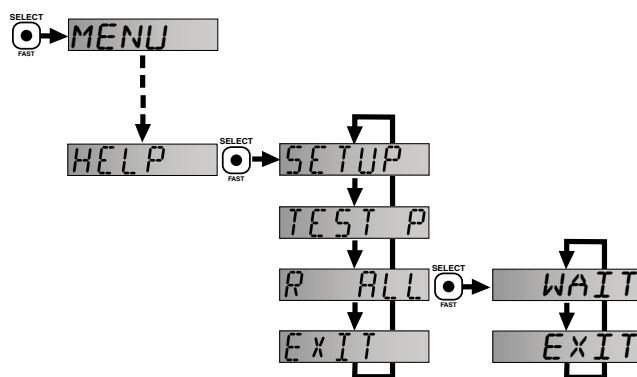 SELECT
MENU
FAST
HELP
SELECT
FAST
SETUP
TEST P
R ALL
SELECT
FAST
WAIT
EXIT
EXIT